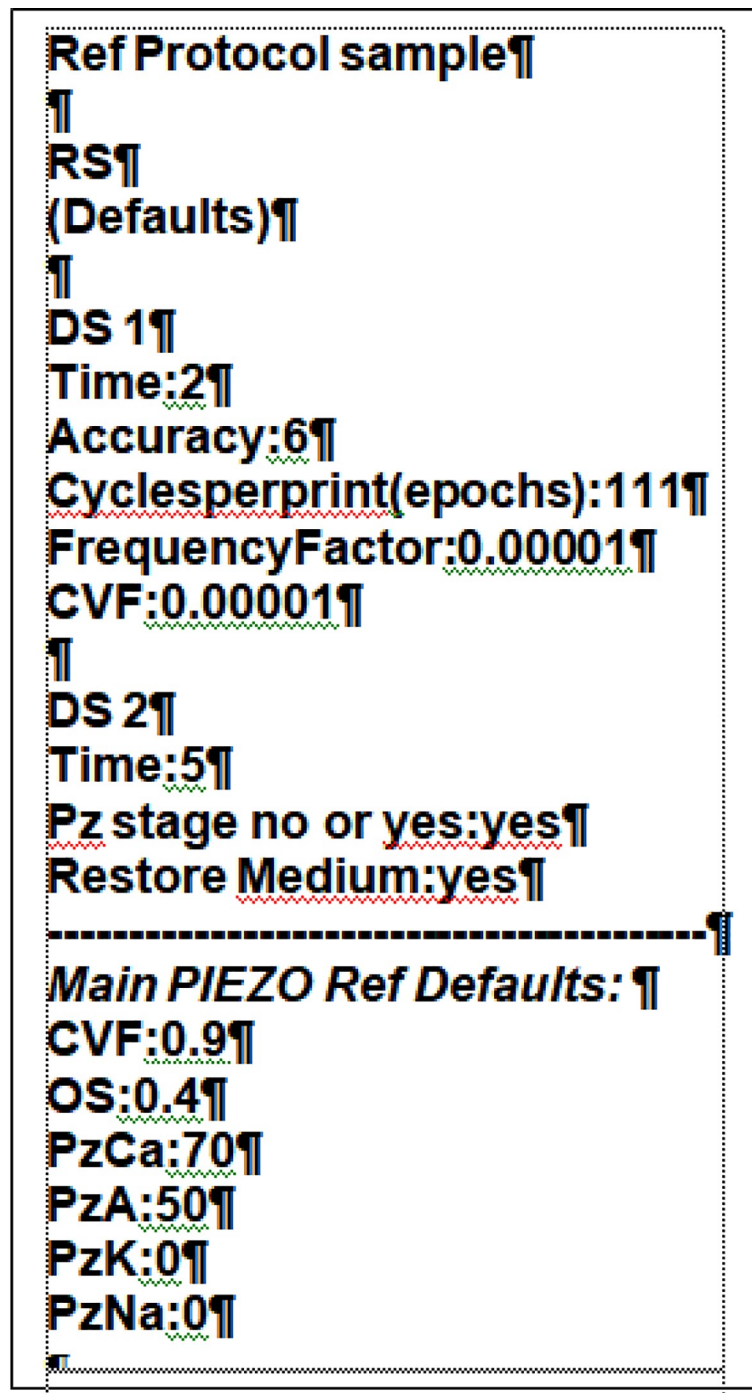 Ref Protocol sample¶
¶
RS¶
(Defaults)¶
¶
DS 1¶
Time:2¶
Accuracy:6¶
Cyclesperprint(epochs):111¶
FrequencyFactor:0.00001¶
CVF:0.00001¶
¶
DS 2¶
Time:5¶
Pz stage no or yes:yes¶
Restore Medium:yes¶
-----------------------------------------¶
Main PIEZO Ref Defaults: ¶
CVF:0.9¶
OS:0.4¶
PzCa:70¶
PzA:50¶
PzK:0¶
PzNa:0¶
¶